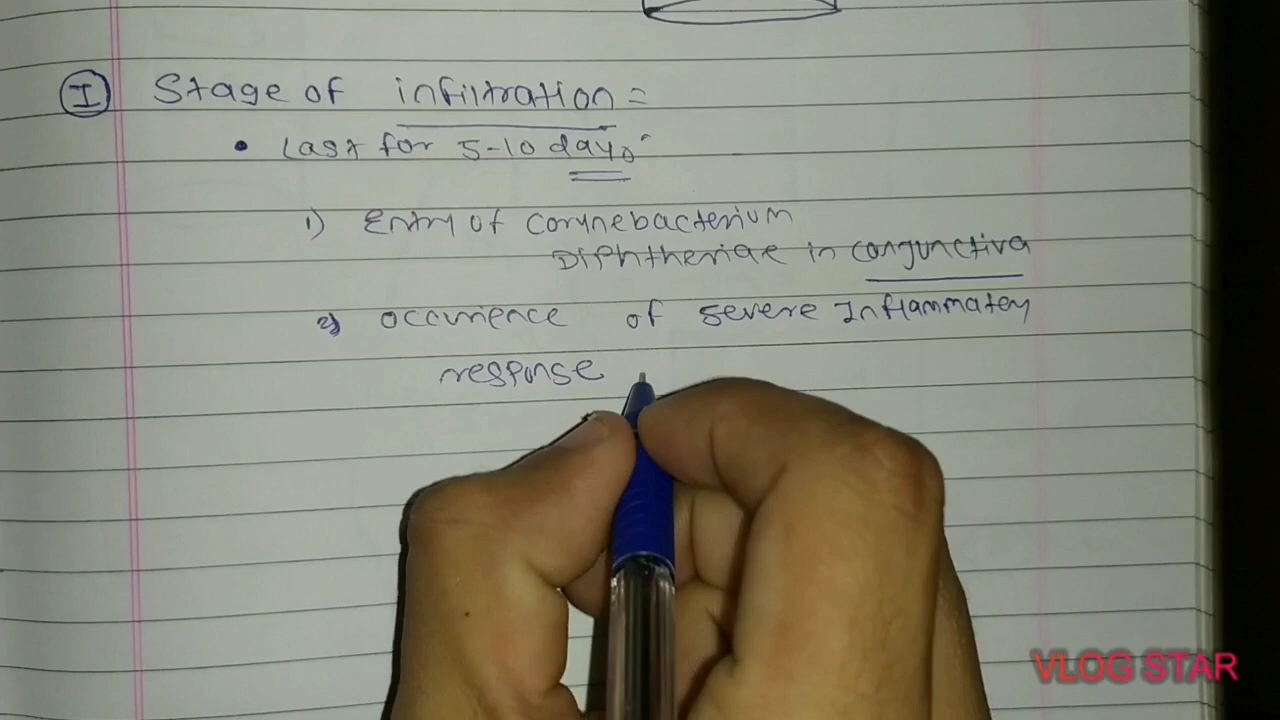 I Stage of infiltration =
• Last for 5-10 days
1) Entry of corynebacterium
Diphtheriae in conjunctiva
2) Occurrence of severe Inflammatory
response
VLOG STAR